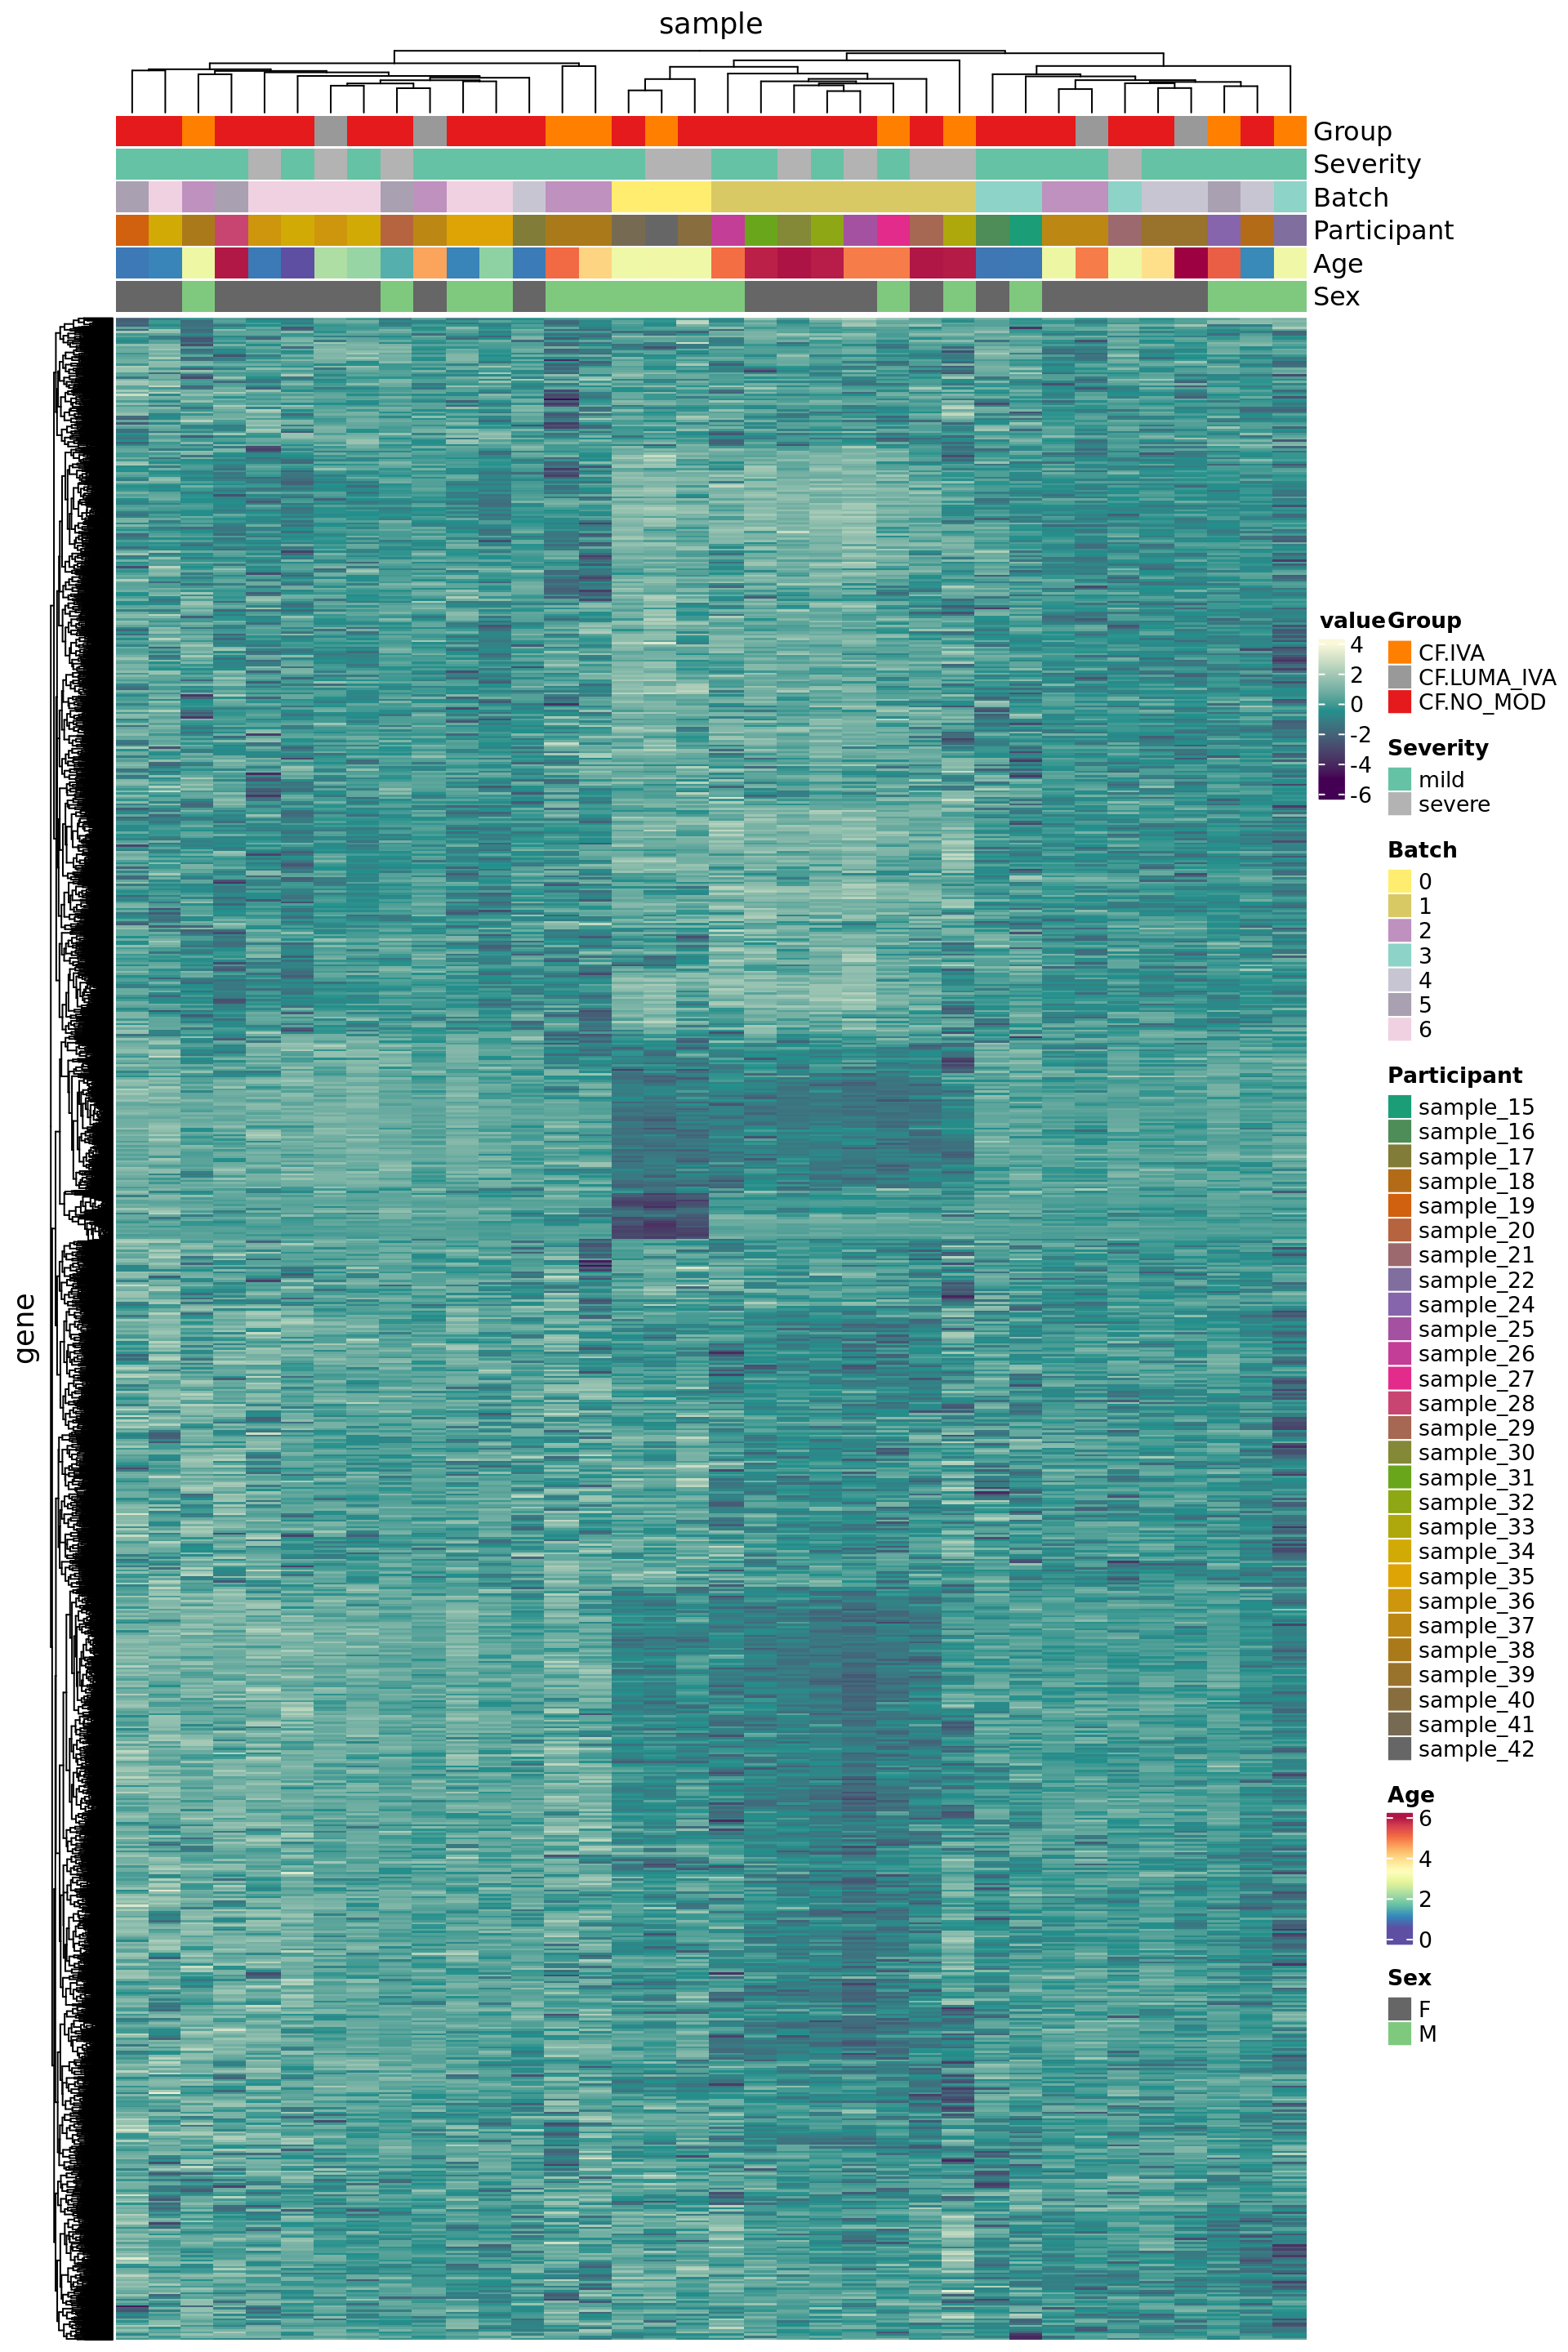 sample
Group
Severity
Batch
Participant
Age
Sex
gene
value
4
2
0
-2
-4
-6
Group
CF.IVA
CF.LUMA_IVA
CF.NO_MOD
Severity
mild
severe
Batch
0
1
2
3
4
5
6
Participant
sample_15
sample_16
sample_17
sample_18
sample_19
sample_20
sample_21
sample_22
sample_24
sample_25
sample_26
sample_27
sample_28
sample_29
sample_30
sample_31
sample_32
sample_33
sample_34
sample_35
sample_36
sample_37
sample_38
sample_39
sample_40
sample_41
sample_42
Age
6
4
2
0
Sex
F
M